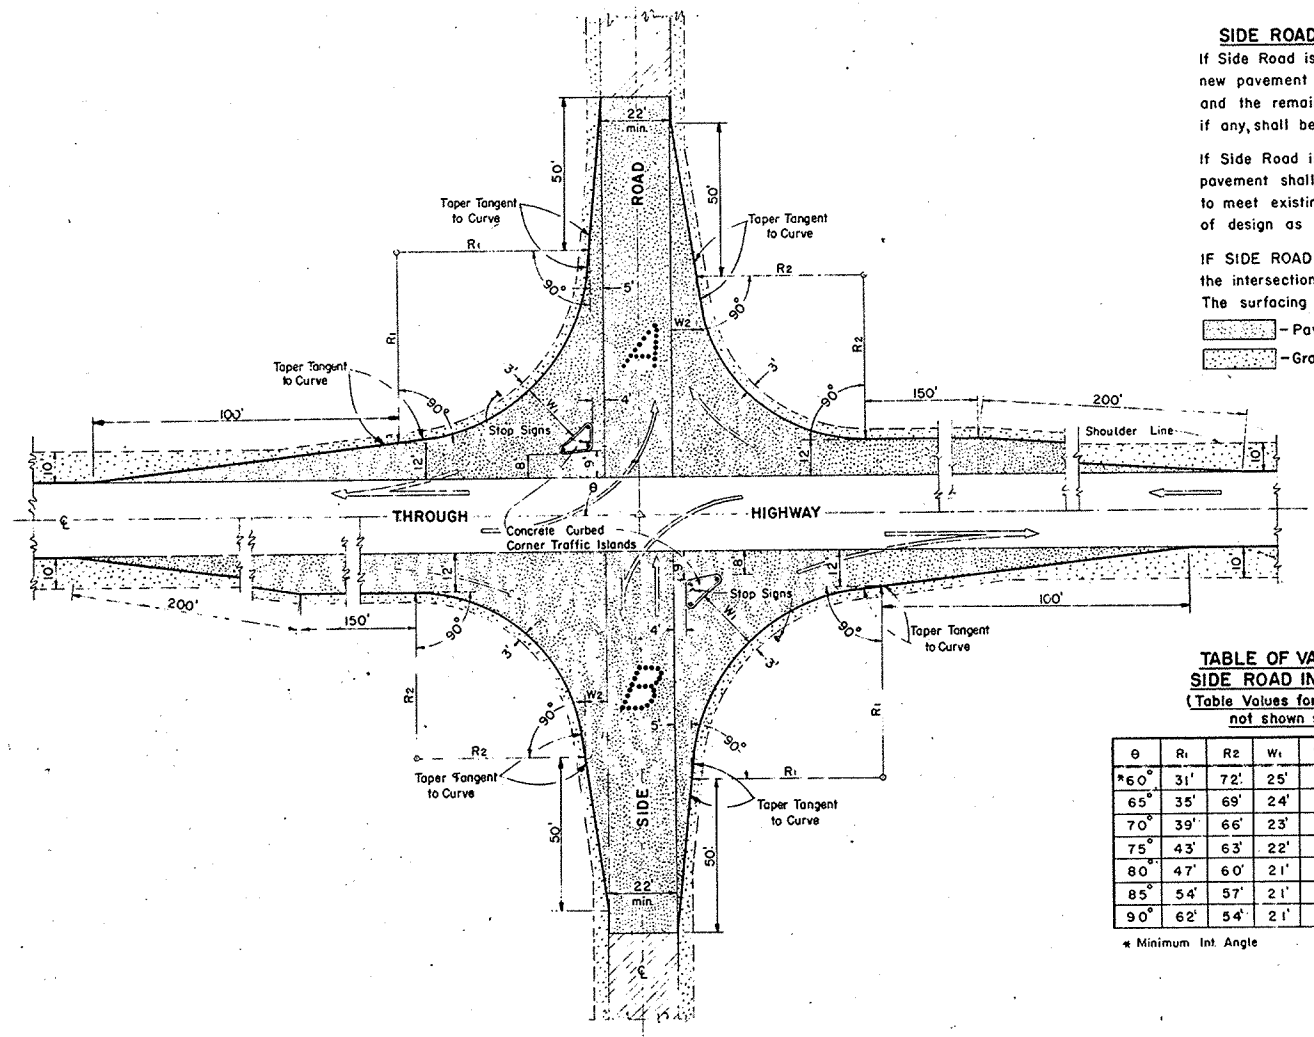 SIDE ROAD
If Side Road is
new pavement
and the remai
if any, shall be
If Side Road i
pavement shall
to meet existin
of design as
IF SIDE ROAD
the intersection
The surfacing
- Pav
- Gra
22'
min.
50'
ROAD
50'
Taper Tangent
to Curve
Taper Tangent
to Curve
R1
R2
90°
90°
5'
W2
A
R1
R2
Taper Tangent
to Curve
3'
3'
90°
90°
W1
4'
100'
150'
200'
Stop Signs
Shoulder Line
10'
12'
8'
6'
12'
10'
θ
℄
THROUGH
HIGHWAY
Concrete Curbed
Corner Traffic Islands
10'
12'
6'
8'
12'
10'
Stop Signs
200'
150'
W1
100'
90°
4'
90°
Taper Tangent
to Curve
3'
3'
R2
W2
B
R1
90°
5'
90°
R2
R1
Taper Tangent
to Curve
Taper Tangent
to Curve
50'
SIDE
50'
22'
min.
℄
TABLE OF VA
SIDE ROAD IN
(Table Values for
not shown
θ R1 R2 W1
*60° 31' 72' 25'
65° 35' 69' 24'
70° 39' 66' 23'
75° 43' 63' 22'
80° 47' 60' 21'
85° 54' 57' 21'
90° 62' 54' 21'
* Minimum Int. Angle